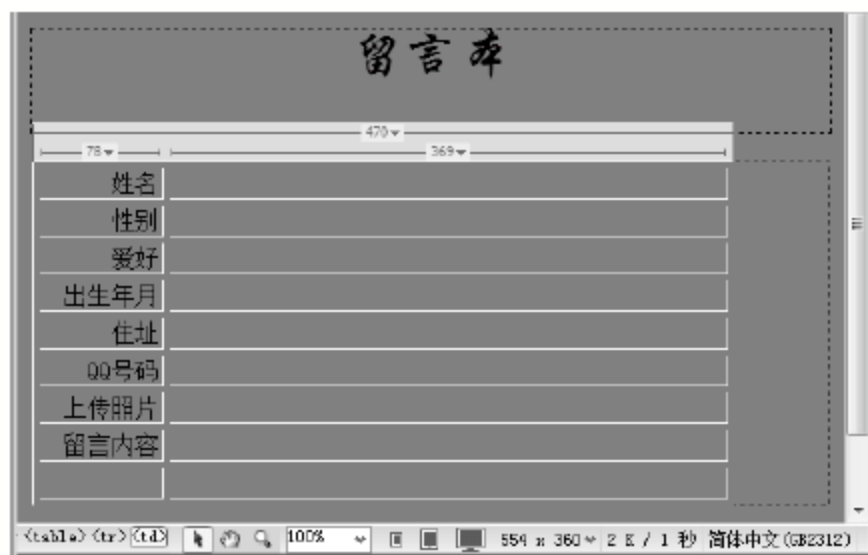 留言本
470
78 369
姓名
性别
爱好
出生年月
住址
QQ号码
上传照片
留言内容
<table> <tr> <td> 100% 554 x 360 2 K / 1 秒 简体中文(GB2312)